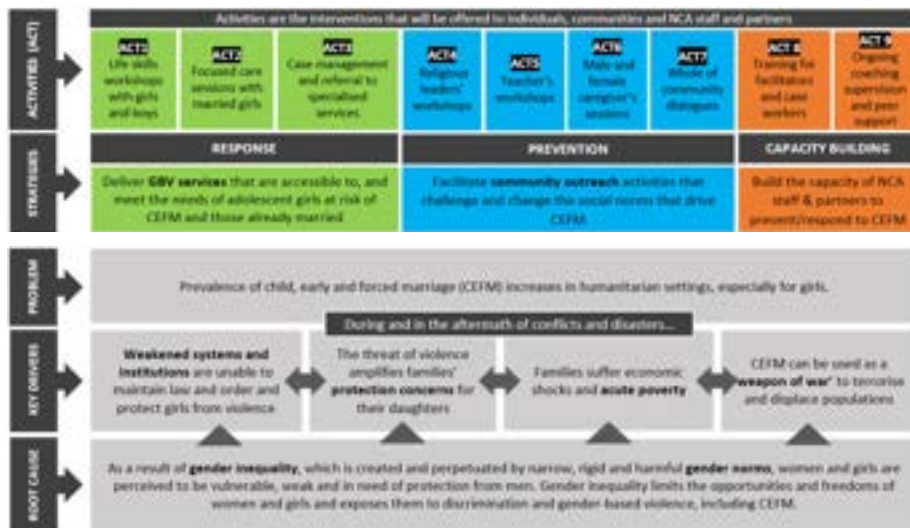 ACTIVITIES (ACT)
Activities are the interventions that will be offered to individuals, communities and NCA staff and partners
ACT1
Life skills
workshops
with girls
and boys
ACT2
Focused care
sessions with
married girls
ACT3
Case management
and referral to
specialised
services
ACT4
Religious
leaders'
workshops
ACT5
Teacher's
workshops
ACT6
Male and
female
caregiver's
sessions
ACT7
Whole of
community
dialogues
ACT 8
Training for
facilitators
and case
workers
ACT 9
Ongoing
coaching
supervision
and peer
support
STRATEGIES
RESPONSE
PREVENTION
CAPACITY BUILDING
Deliver GBV services that are accessible to, and
meet the needs of adolescent girls at risk of
CEFM and those already married
Facilitate community outreach activities that
challenge and change the social norms that drive
CEFM
Build the capacity of NCA
staff & partners to
prevent/respond to CEFM
PROBLEM
Prevalence of child, early and forced marriage (CEFM) increases in humanitarian settings, especially for girls.
During and in the aftermath of conflicts and disasters...
KEY DRIVERS
Weakened systems and
institutions are unable to
maintain law and order and
protect girls from violence
The threat of violence
amplifies families'
protection concerns for
their daughters
Families suffer economic
shocks and acute poverty
CEFM can be used as a
'weapon of war' to terrorise
and displace populations
ROOT CAUSE
As a result of gender inequality, which is created and perpetuated by narrow, rigid and harmful gender norms, women and girls are
perceived to be vulnerable, weak and in need of protection from men. Gender inequality limits the opportunities and freedoms of
women and girls and exposes them to discrimination and gender-based violence, including CEFM.